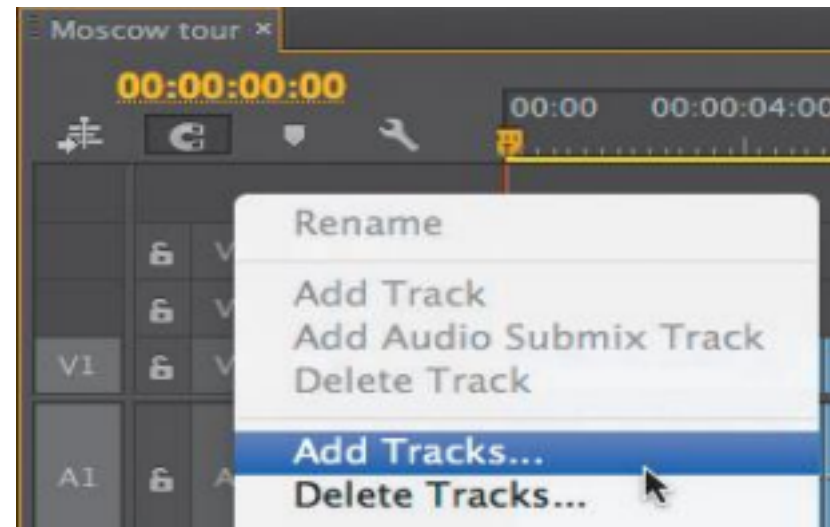 Moscow tour ×
00:00:00:00
00:00 00:00:04:00
Rename
V
Add Track
V
Add Audio Submix Track
V1 V
Delete Track
Add Tracks...
A1 A
Delete Tracks...